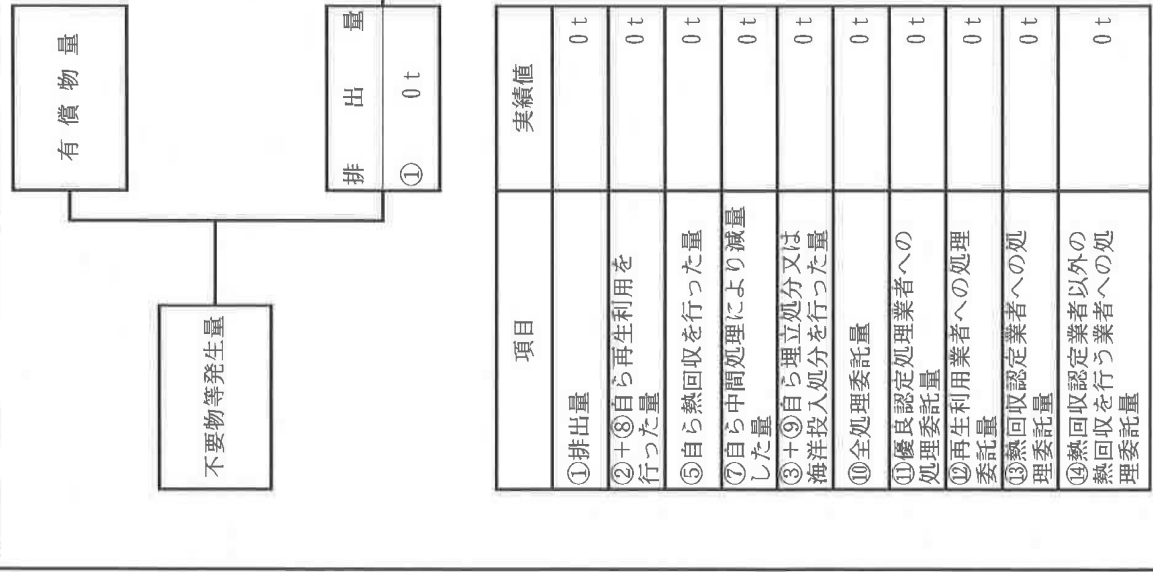 有償物量
不要物等発生量
排出量
① 0 t
項目 実績値
①排出量 0 t
②+⑧自ら再生利用を
行った量 0 t
⑤自ら熱回収を行った量 0 t
⑦自ら中間処理により減量
した量 0 t
③+⑨自ら埋立処分又は
海洋投入処分を行った量 0 t
⑩全処理委託量 0 t
⑪優良認定処理業者への
処理委託量 0 t
⑫再生利用業者への処理
委託量 0 t
⑬熱回収認定業者への処
理委託量 0 t
⑭熱回収認定業者以外の
熱回収を行う業者への処
理委託量 0 t